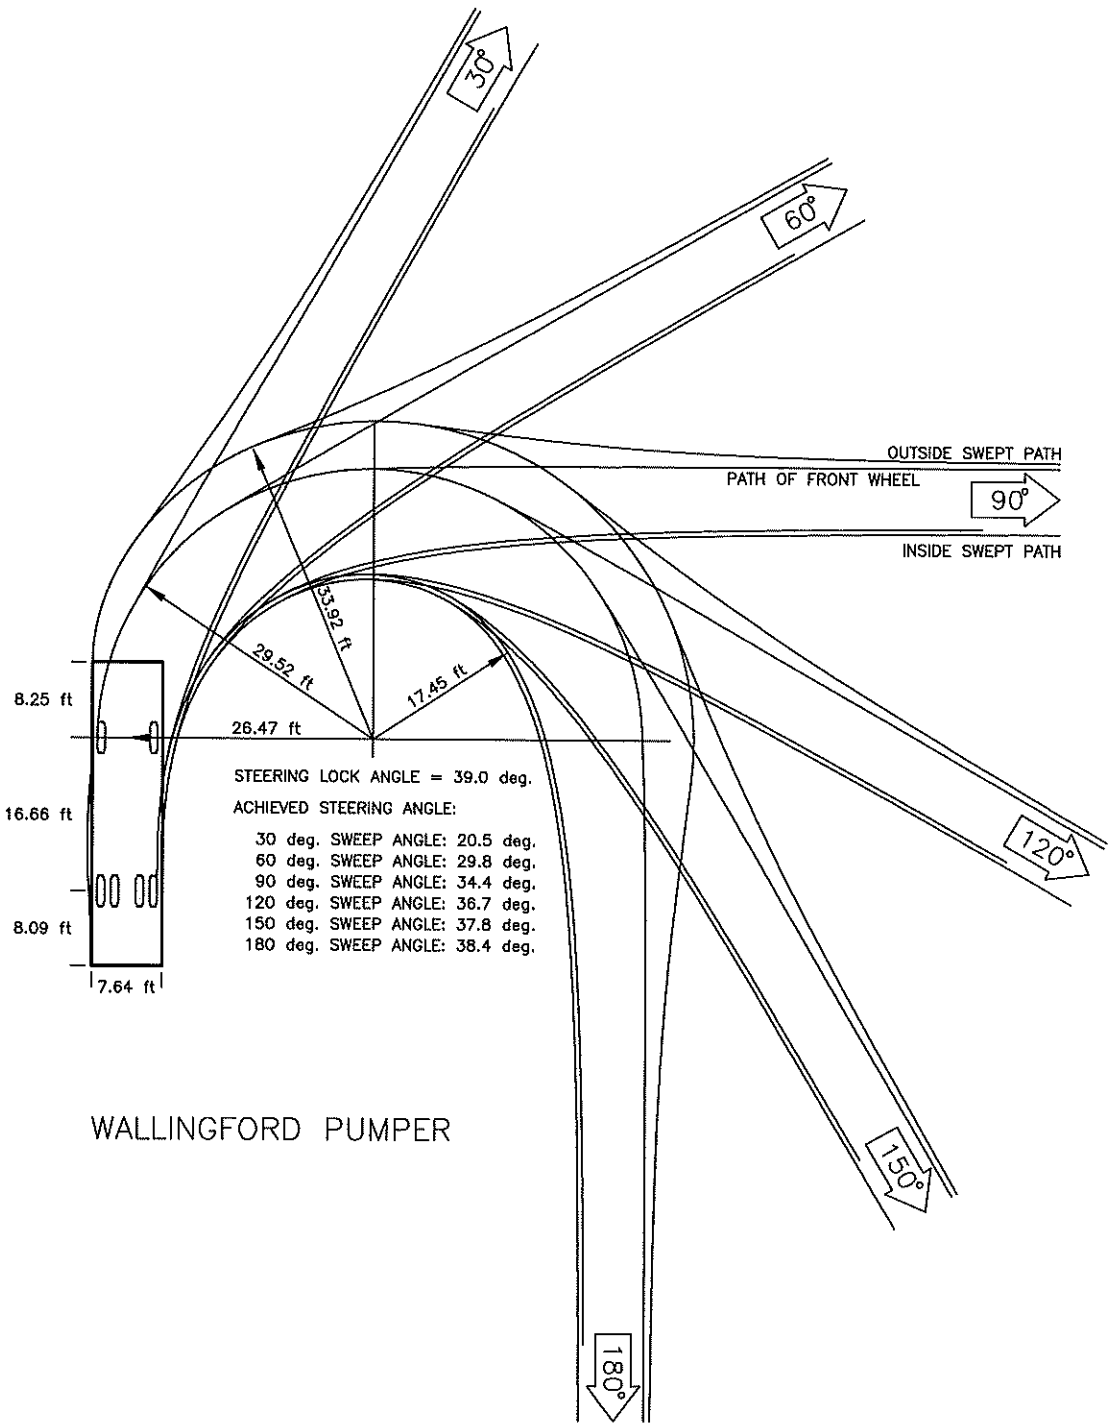 30°
60°
OUTSIDE SWEPT PATH
PATH OF FRONT WHEEL
90°
INSIDE SWEPT PATH
33.92 ft
29.52 ft
17.45 ft
8.25 ft
26.47 ft
STEERING LOCK ANGLE = 39.0 deg.
ACHIEVED STEERING ANGLE:
30 deg. SWEEP ANGLE: 20.5 deg.
60 deg. SWEEP ANGLE: 29.8 deg.
90 deg. SWEEP ANGLE: 34.4 deg.
120 deg. SWEEP ANGLE: 36.7 deg.
150 deg. SWEEP ANGLE: 37.8 deg.
180 deg. SWEEP ANGLE: 38.4 deg.
16.66 ft
120°
8.09 ft
7.64 ft
WALLINGFORD PUMPER
150°
180°